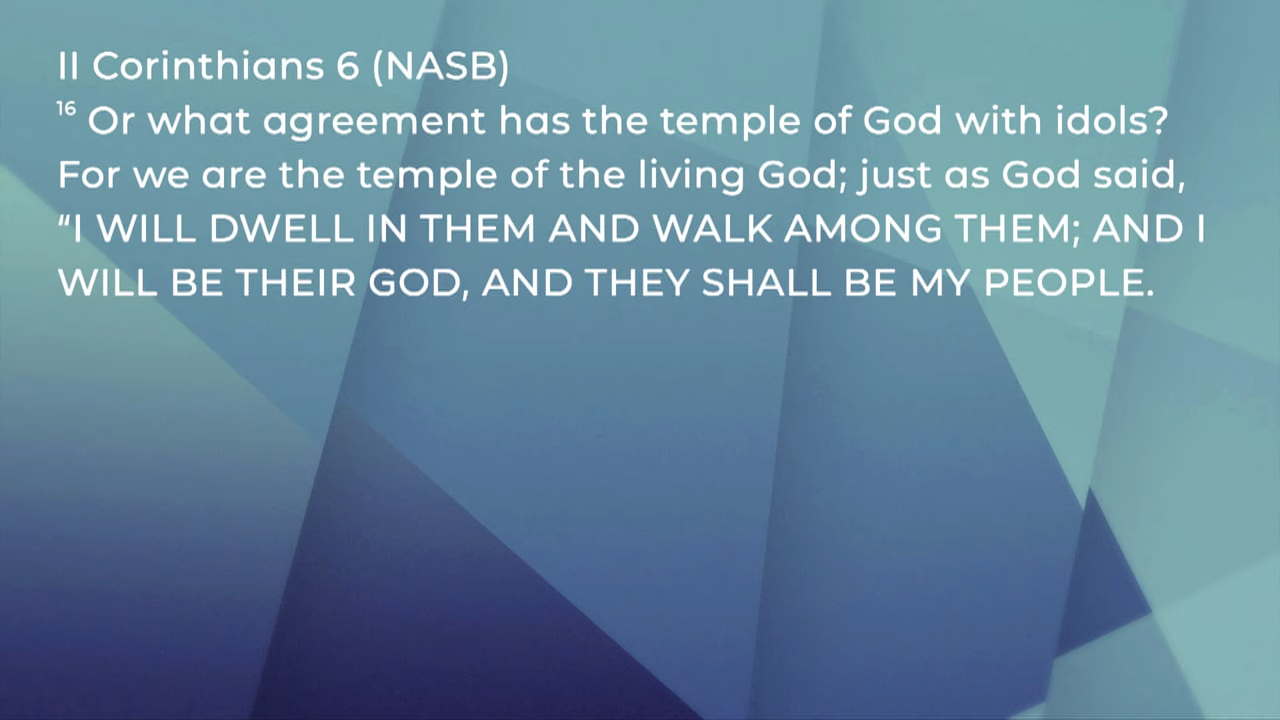 II Corinthians 6 (NASB)
16 Or what agreement has the temple of God with idols?
For we are the temple of the living God; just as God said,
“I WILL DWELL IN THEM AND WALK AMONG THEM; AND I
WILL BE THEIR GOD, AND THEY SHALL BE MY PEOPLE.